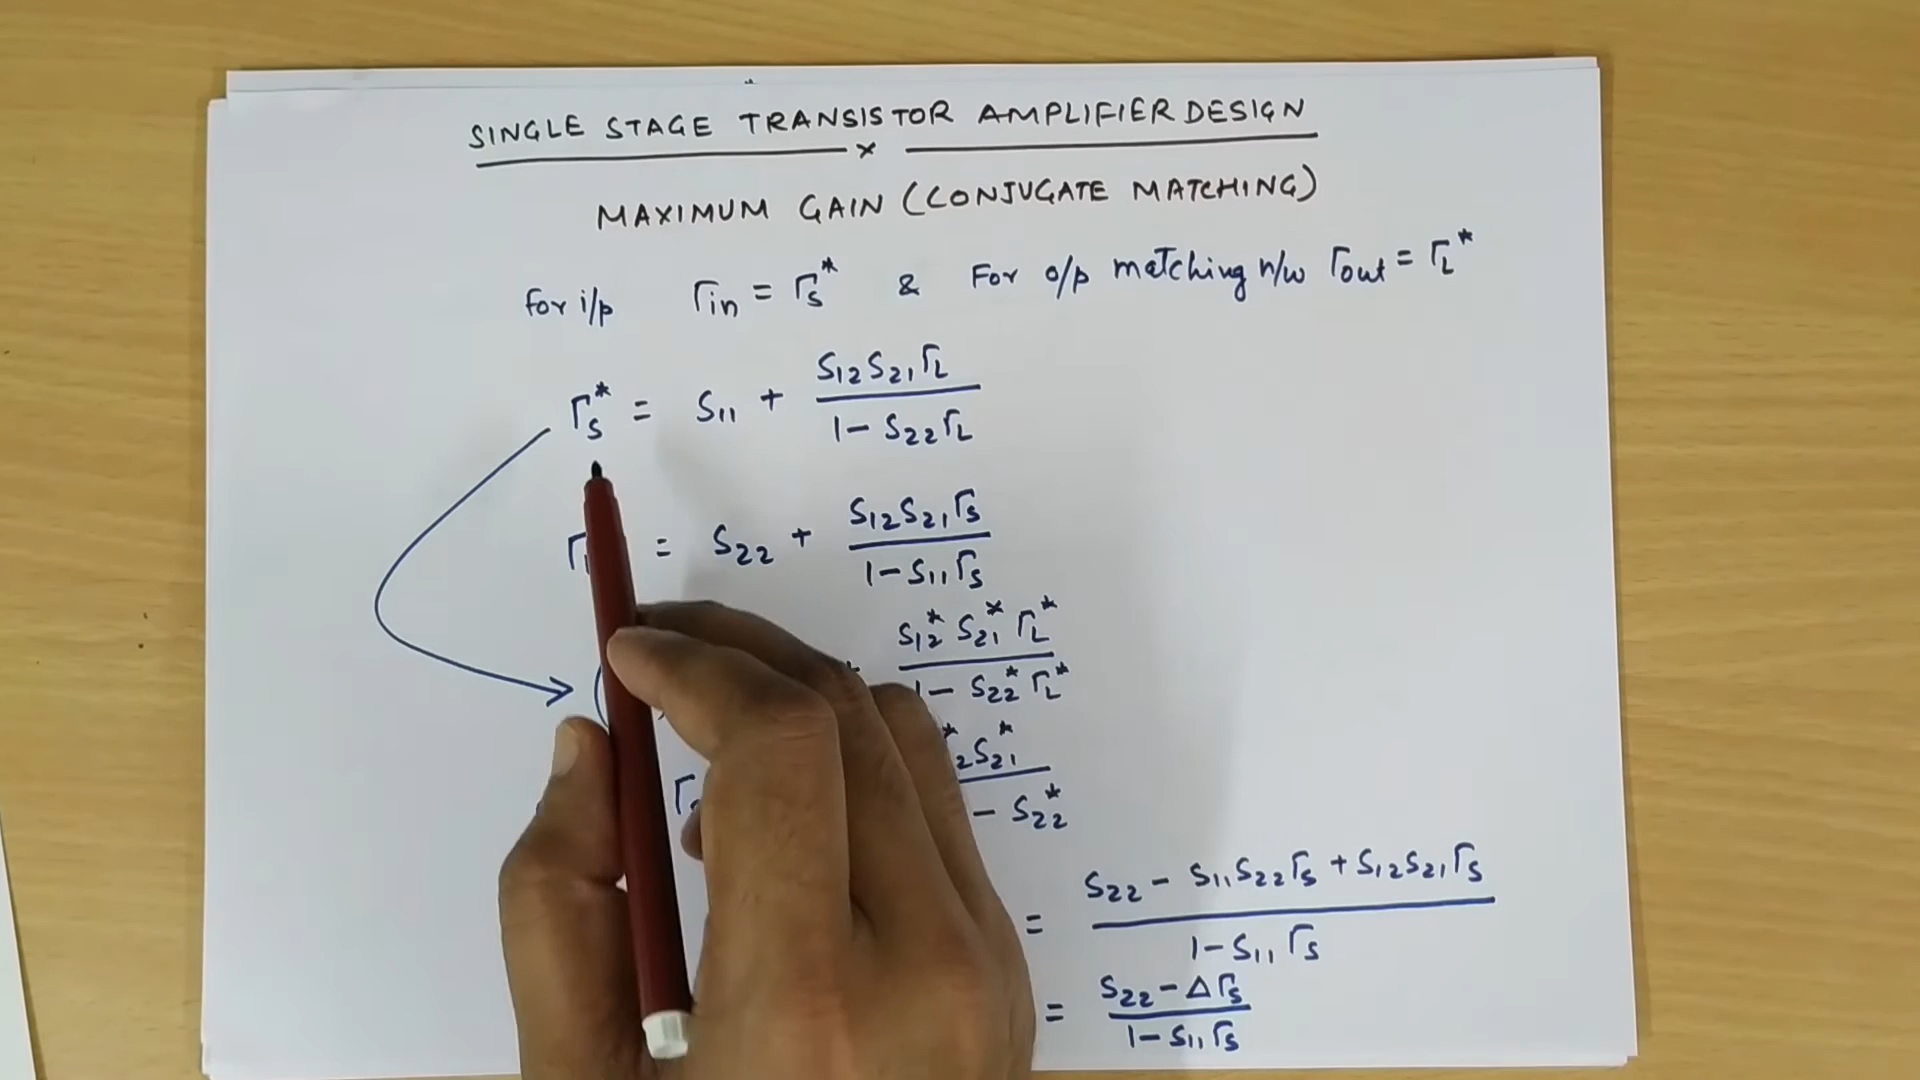 SINGLE STAGE TRANSISTOR AMPLIFIER DESIGN
x
MAXIMUM GAIN (CONJUGATE MATCHING)
For i/p Γin = Γs* & For o/p matching n/w Γout = ΓL*
Γs* = S11 + S12S21ΓL / 1 - S22ΓL
= S22 + S12S21Γs / 1 - S11Γs
S12* S21* ΓL* / 1 - S22* ΓL*
S21* / - S22*
= S22 - S11S22Γs + S12S21Γs / 1 - S11Γs
= S22 - ΔΓs / 1 - S11Γs